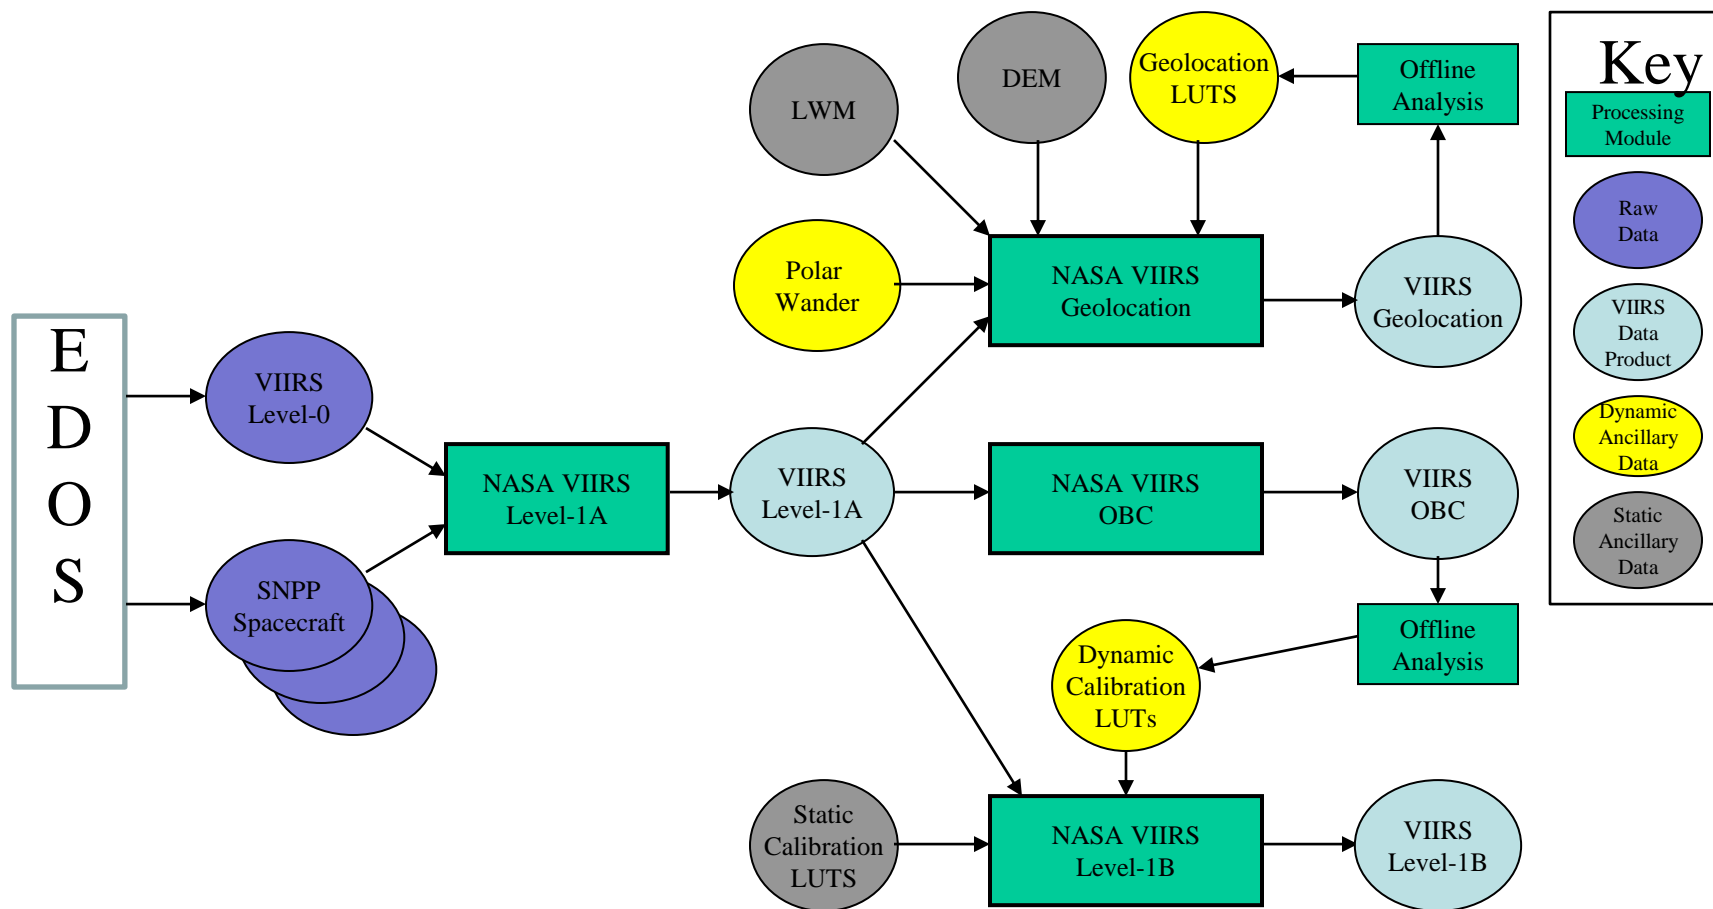 E
D
O
S
VIIRS
Level-0
SNPP
Spacecraft
NASA VIIRS
Level-1A
VIIRS
Level-1A
LWM
DEM
Geolocation
LUTS
Offline
Analysis
Polar
Wander
NASA VIIRS
Geolocation
VIIRS
Geolocation
NASA VIIRS
OBC
VIIRS
OBC
Offline
Analysis
Dynamic
Calibration
LUTs
Static
Calibration
LUTS
NASA VIIRS
Level-1B
VIIRS
Level-1B
Key
Processing
Module
Raw
Data
VIIRS
Data
Product
Dynamic
Ancillary
Data
Static
Ancillary
Data